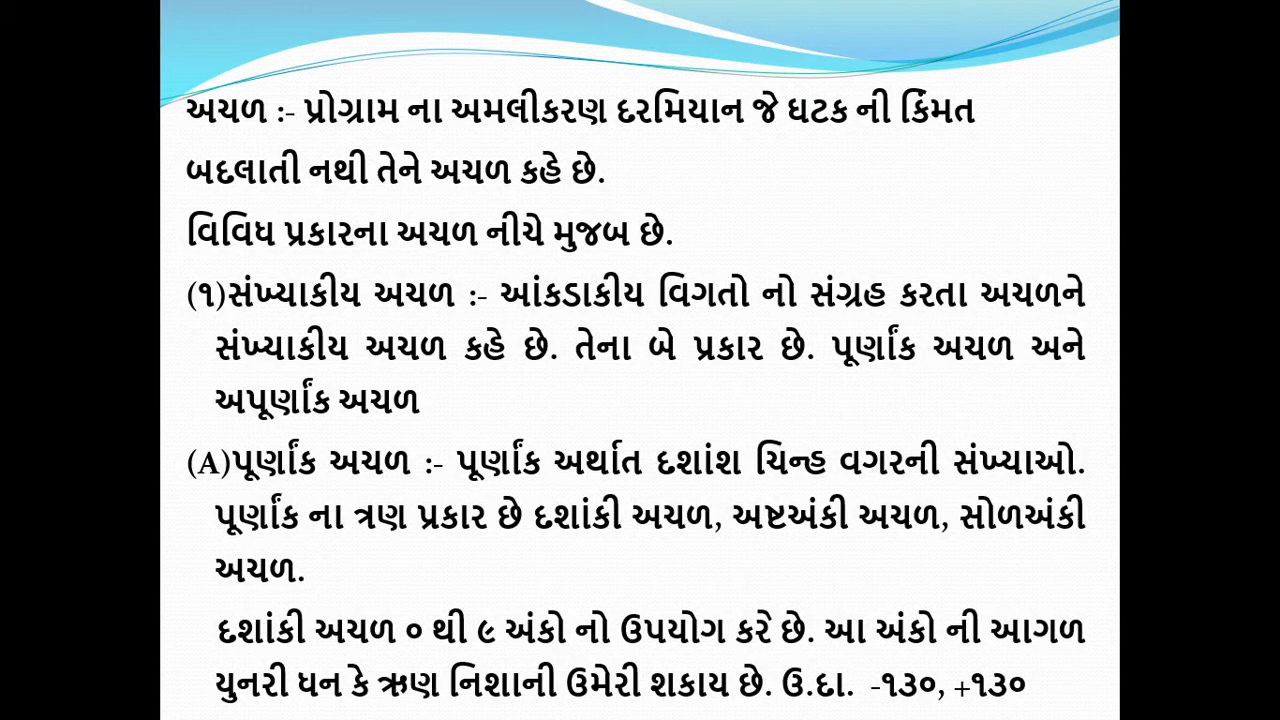 અચળ :- પ્રોગ્રામ ના અમલીકરણ દરમિયાન જે ઘટક ની કિંમત
બદલાતી નથી તેને અચળ કહે છે.
વિવિધ પ્રકારના અચળ નીચે મુજબ છે.
(૧)સંખ્યાકીય અચળ :- આંકડાકીય વિગતો નો સંગ્રહ કરતા અચળને
સંખ્યાકીય અચળ કહે છે. તેના બે પ્રકાર છે. પૂર્ણાંક અચળ અને
અપૂર્ણાંક અચળ
(A)પૂર્ણાંક અચળ :- પૂર્ણાંક અર્થાત દશાંશ ચિન્હ વગરની સંખ્યાઓ.
પૂર્ણાંક ના ત્રણ પ્રકાર છે દશાંકી અચળ, અષ્ટઅંકી અચળ, સોળઅંકી
અચળ.
દશાંકી અચળ ૦ થી ૯ અંકો નો ઉપયોગ કરે છે. આ અંકો ની આગળ
યુનરી ધન કે ઋણ નિશાની ઉમેરી શકાય છે. ઉ.દા. -૧૩૦, +૧૩૦